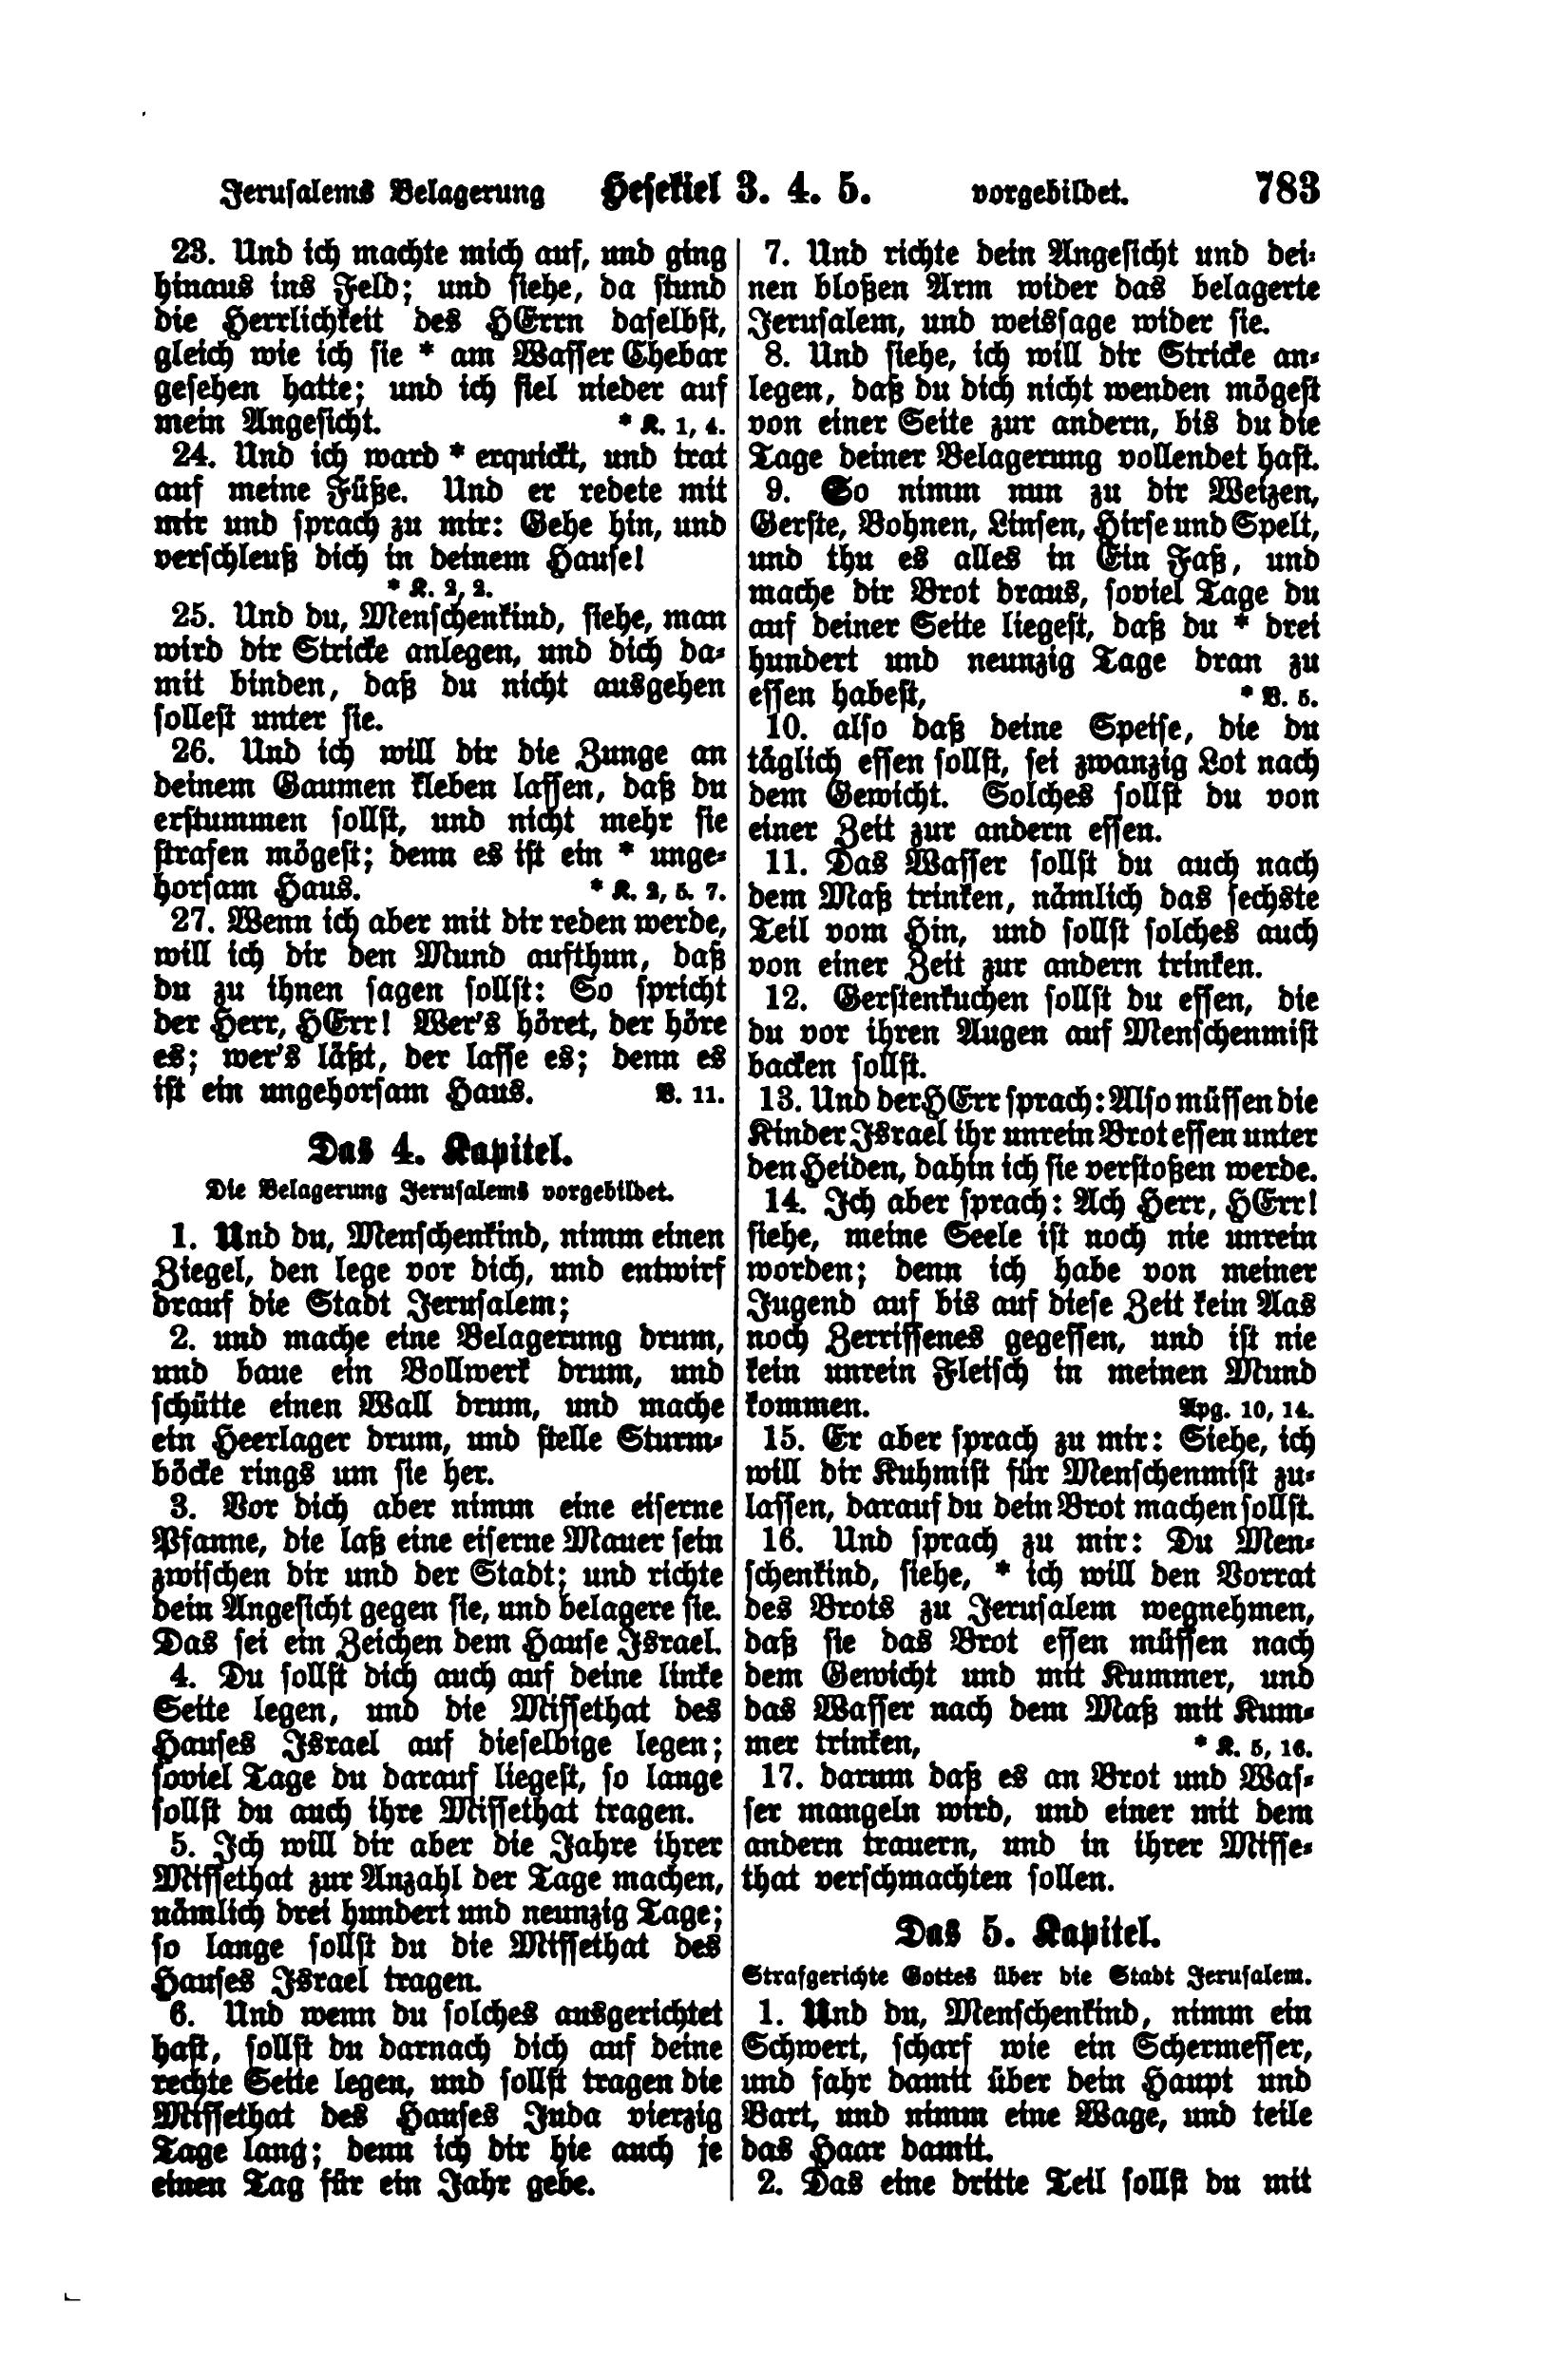 Jerusalems Belagerung Hesekiel 3. 4. 5. vorgebildet. 783
23. Und ich machte mich auf, und ging
hinaus ins Feld; und siehe, da stund
die Herrlichkeit des HErrn daselbst,
gleich wie ich sie * am Wasser Chebar
gesehen hatte; und ich fiel nieder auf
mein Angesicht. * K. 1, 4.
24. Und ich ward * erquickt, und trat
auf meine Füße. Und er redete mit
mir und sprach zu mir: Gehe hin, und
verschleuß dich in deinem Hause!
* K. 2, 2.
25. Und du, Menschenkind, siehe, man
wird dir Stricke anlegen, und dich da-
mit binden, daß du nicht ausgehen
sollest unter sie.
26. Und ich will dir die Zunge an
deinem Gaumen kleben lassen, daß du
erstummen sollst, und nicht mehr sie
strafen mögest; denn es ist ein * unge-
horsam Haus. * K. 2, 5. 7.
27. Wenn ich aber mit dir reden werde,
will ich dir den Mund aufthun, daß
du zu ihnen sagen sollst: So spricht
der Herr, HErr! Wer's höret, der höre
es; wer's läßt, der lasse es; denn es
ist ein ungehorsam Haus. V. 11.
Das 4. Kapitel.
Die Belagerung Jerusalems vorgebildet.
1. Und du, Menschenkind, nimm einen
Ziegel, den lege vor dich, und entwirf
drauf die Stadt Jerusalem;
2. und mache eine Belagerung drum,
und baue ein Bollwerk drum, und
schütte einen Wall drum, und mache
ein Heerlager drum, und stelle Sturm-
böcke rings um sie her.
3. Vor dich aber nimm eine eiserne
Pfanne, die laß eine eiserne Mauer sein
zwischen dir und der Stadt; und richte
dein Angesicht gegen sie, und belagere sie.
Das sei ein Zeichen dem Hause Israel.
4. Du sollst dich auch auf deine linke
Seite legen, und die Missethat des
Hauses Israel auf dieselbige legen;
soviel Tage du darauf liegest, so lange
sollst du auch ihre Missethat tragen.
5. Ich will dir aber die Jahre ihrer
Missethat zur Anzahl der Tage machen,
nämlich drei hundert und neunzig Tage;
so lange sollst du die Missethat des
Hauses Israel tragen.
6. Und wenn du solches ausgerichtet
hast, sollst du darnach dich auf deine
rechte Seite legen, und sollst tragen die
Missethat des Hauses Juda vierzig
Tage lang; denn ich dir hie auch je
einen Tag für ein Jahr gebe.
7. Und richte dein Angesicht und dei-
nen bloßen Arm wider das belagerte
Jerusalem, und weissage wider sie.
8. Und siehe, ich will dir Stricke an-
legen, daß du dich nicht wenden mögest
von einer Seite zur andern, bis du die
Tage deiner Belagerung vollendet hast.
9. So nimm nun zu dir Weizen,
Gerste, Bohnen, Linsen, Hirse und Spelt,
und thu es alles in Ein Faß, und
mache dir Brot draus, soviel Tage du
auf deiner Seite liegest, daß du * drei
hundert und neunzig Tage dran zu
essen habest, * V. 5.
10. also daß deine Speise, die du
täglich essen sollst, sei zwanzig Lot nach
dem Gewicht. Solches sollst du von
einer Zeit zur andern essen.
11. Das Wasser sollst du auch nach
dem Maß trinken, nämlich das sechste
Teil vom Hin, und sollst solches auch
von einer Zeit zur andern trinken.
12. Gerstenkuchen sollst du essen, die
du vor ihren Augen auf Menschenmist
backen sollst.
13. Und der HErr sprach: Also müssen die
Kinder Israel ihr unrein Brot essen unter
den Heiden, dahin ich sie verstoßen werde.
14. Ich aber sprach: Ach Herr, HErr!
siehe, meine Seele ist noch nie unrein
worden; denn ich habe von meiner
Jugend auf bis auf diese Zeit kein Aas
noch Zerrissenes gegessen, und ist nie
kein unrein Fleisch in meinen Mund
kommen. Apg. 10, 14.
15. Er aber sprach zu mir: Siehe, ich
will dir Kuhmist für Menschenmist zu-
lassen, darauf du dein Brot machen sollst.
16. Und sprach zu mir: Du Men-
schenkind, siehe, * ich will den Vorrat
des Brots zu Jerusalem wegnehmen,
daß sie das Brot essen müssen nach
dem Gewicht und mit Kummer, und
das Wasser nach dem Maß mit Kum-
mer trinken, * K. 5, 16.
17. darum daß es an Brot und Was-
ser mangeln wird, und einer mit dem
andern trauern, und in ihrer Misse-
that verschmachten sollen.
Das 5. Kapitel.
Strafgerichte Gottes über die Stadt Jerusalem.
1. Und du, Menschenkind, nimm ein
Schwert, scharf wie ein Schermesser,
und fahr damit über dein Haupt und
Bart, und nimm eine Wage, und teile
das Haar damit.
2. Das eine dritte Teil sollst du mit